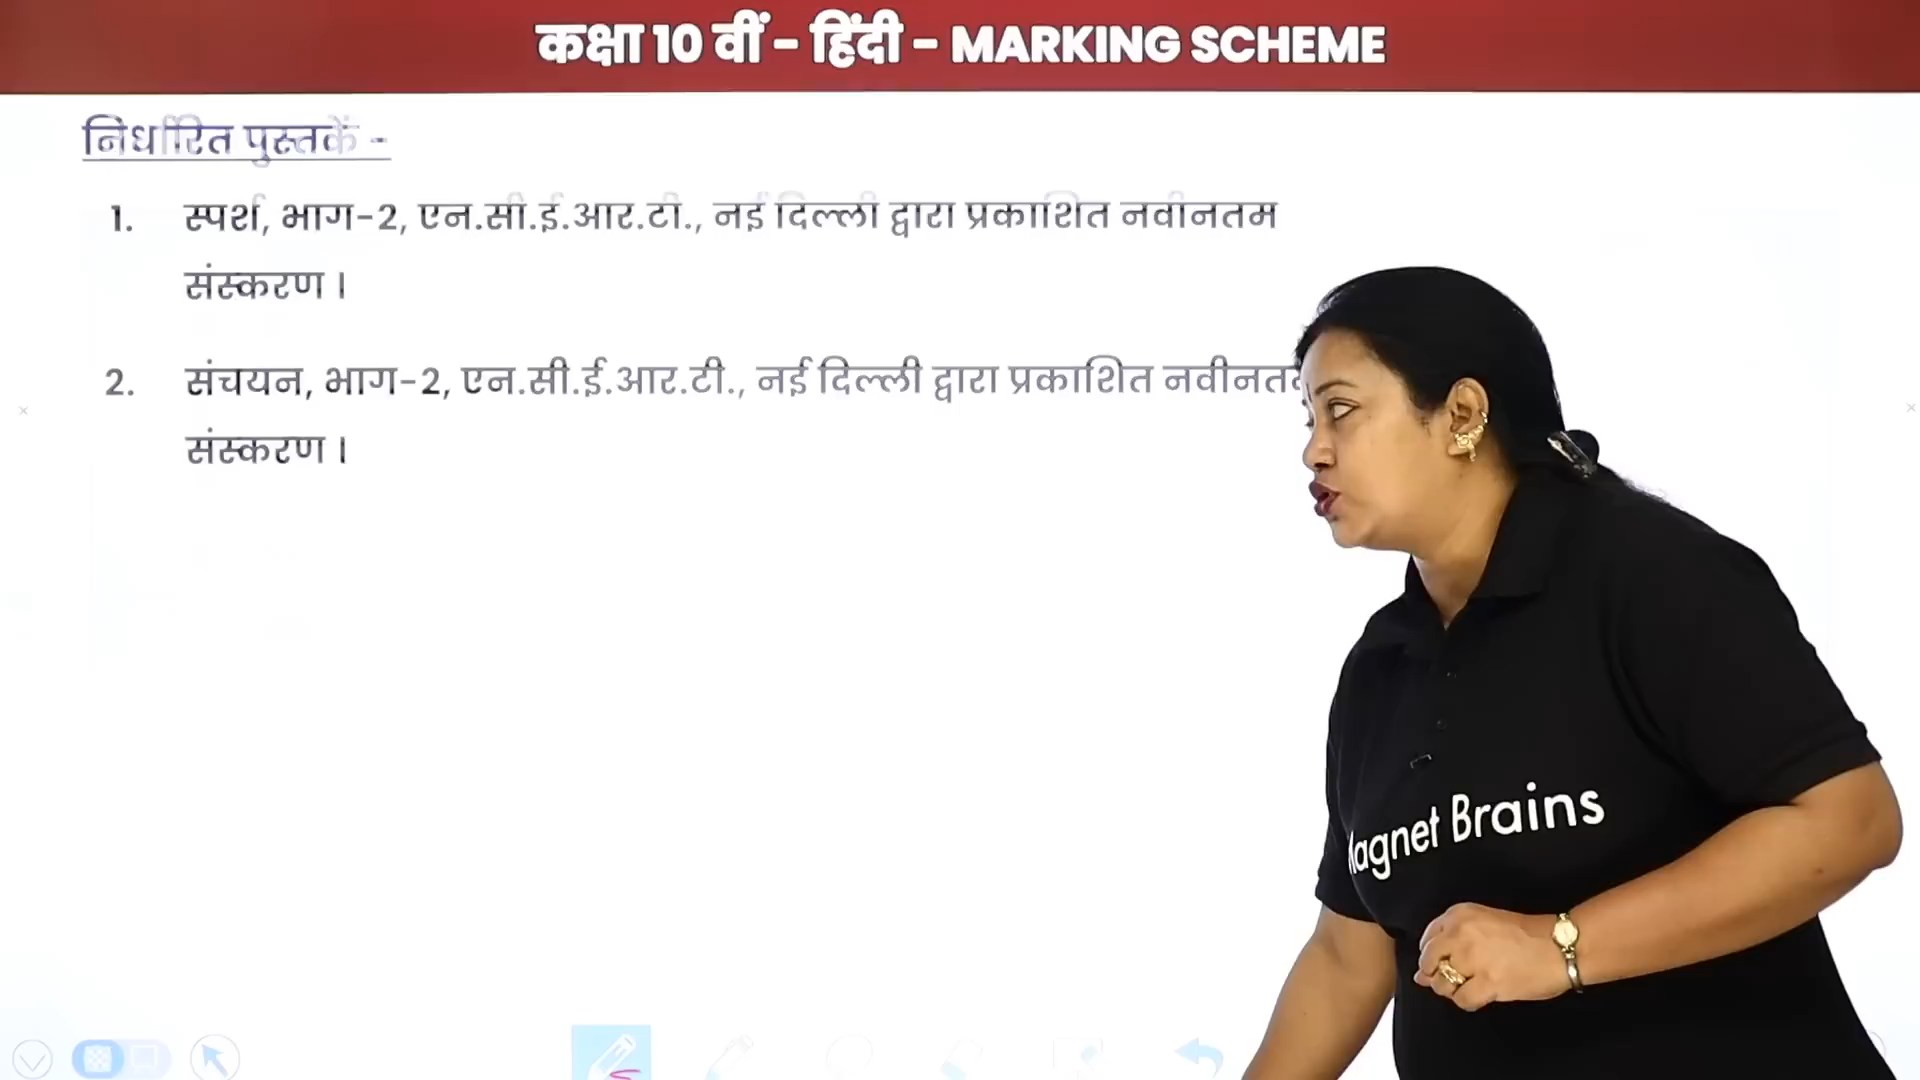 कक्षा 10 वीं - हिंदी - MARKING SCHEME
निर्धारित पुस्तकें -
1. स्पर्श, भाग-2, एन.सी.ई.आर.टी., नई दिल्ली द्वारा प्रकाशित नवीनतम
संस्करण ।
2. संचयन, भाग-2, एन.सी.ई.आर.टी., नई दिल्ली द्वारा प्रकाशित
संस्करण ।
Brains